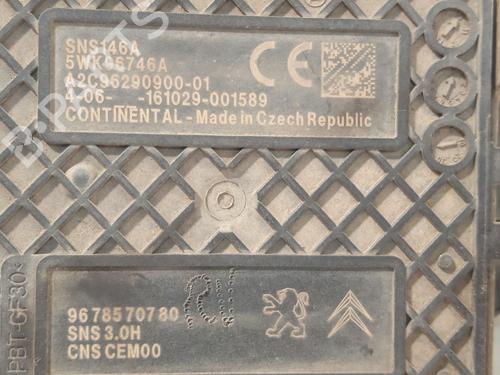 SNS146A
5WK96746A
A2C96290900-01
4-06- -161029-001589
CONTINENTAL - Made in Czech Republic
CE
96 785 707 80
SNS 3.0H
CNS CEM00
PBT-GF30